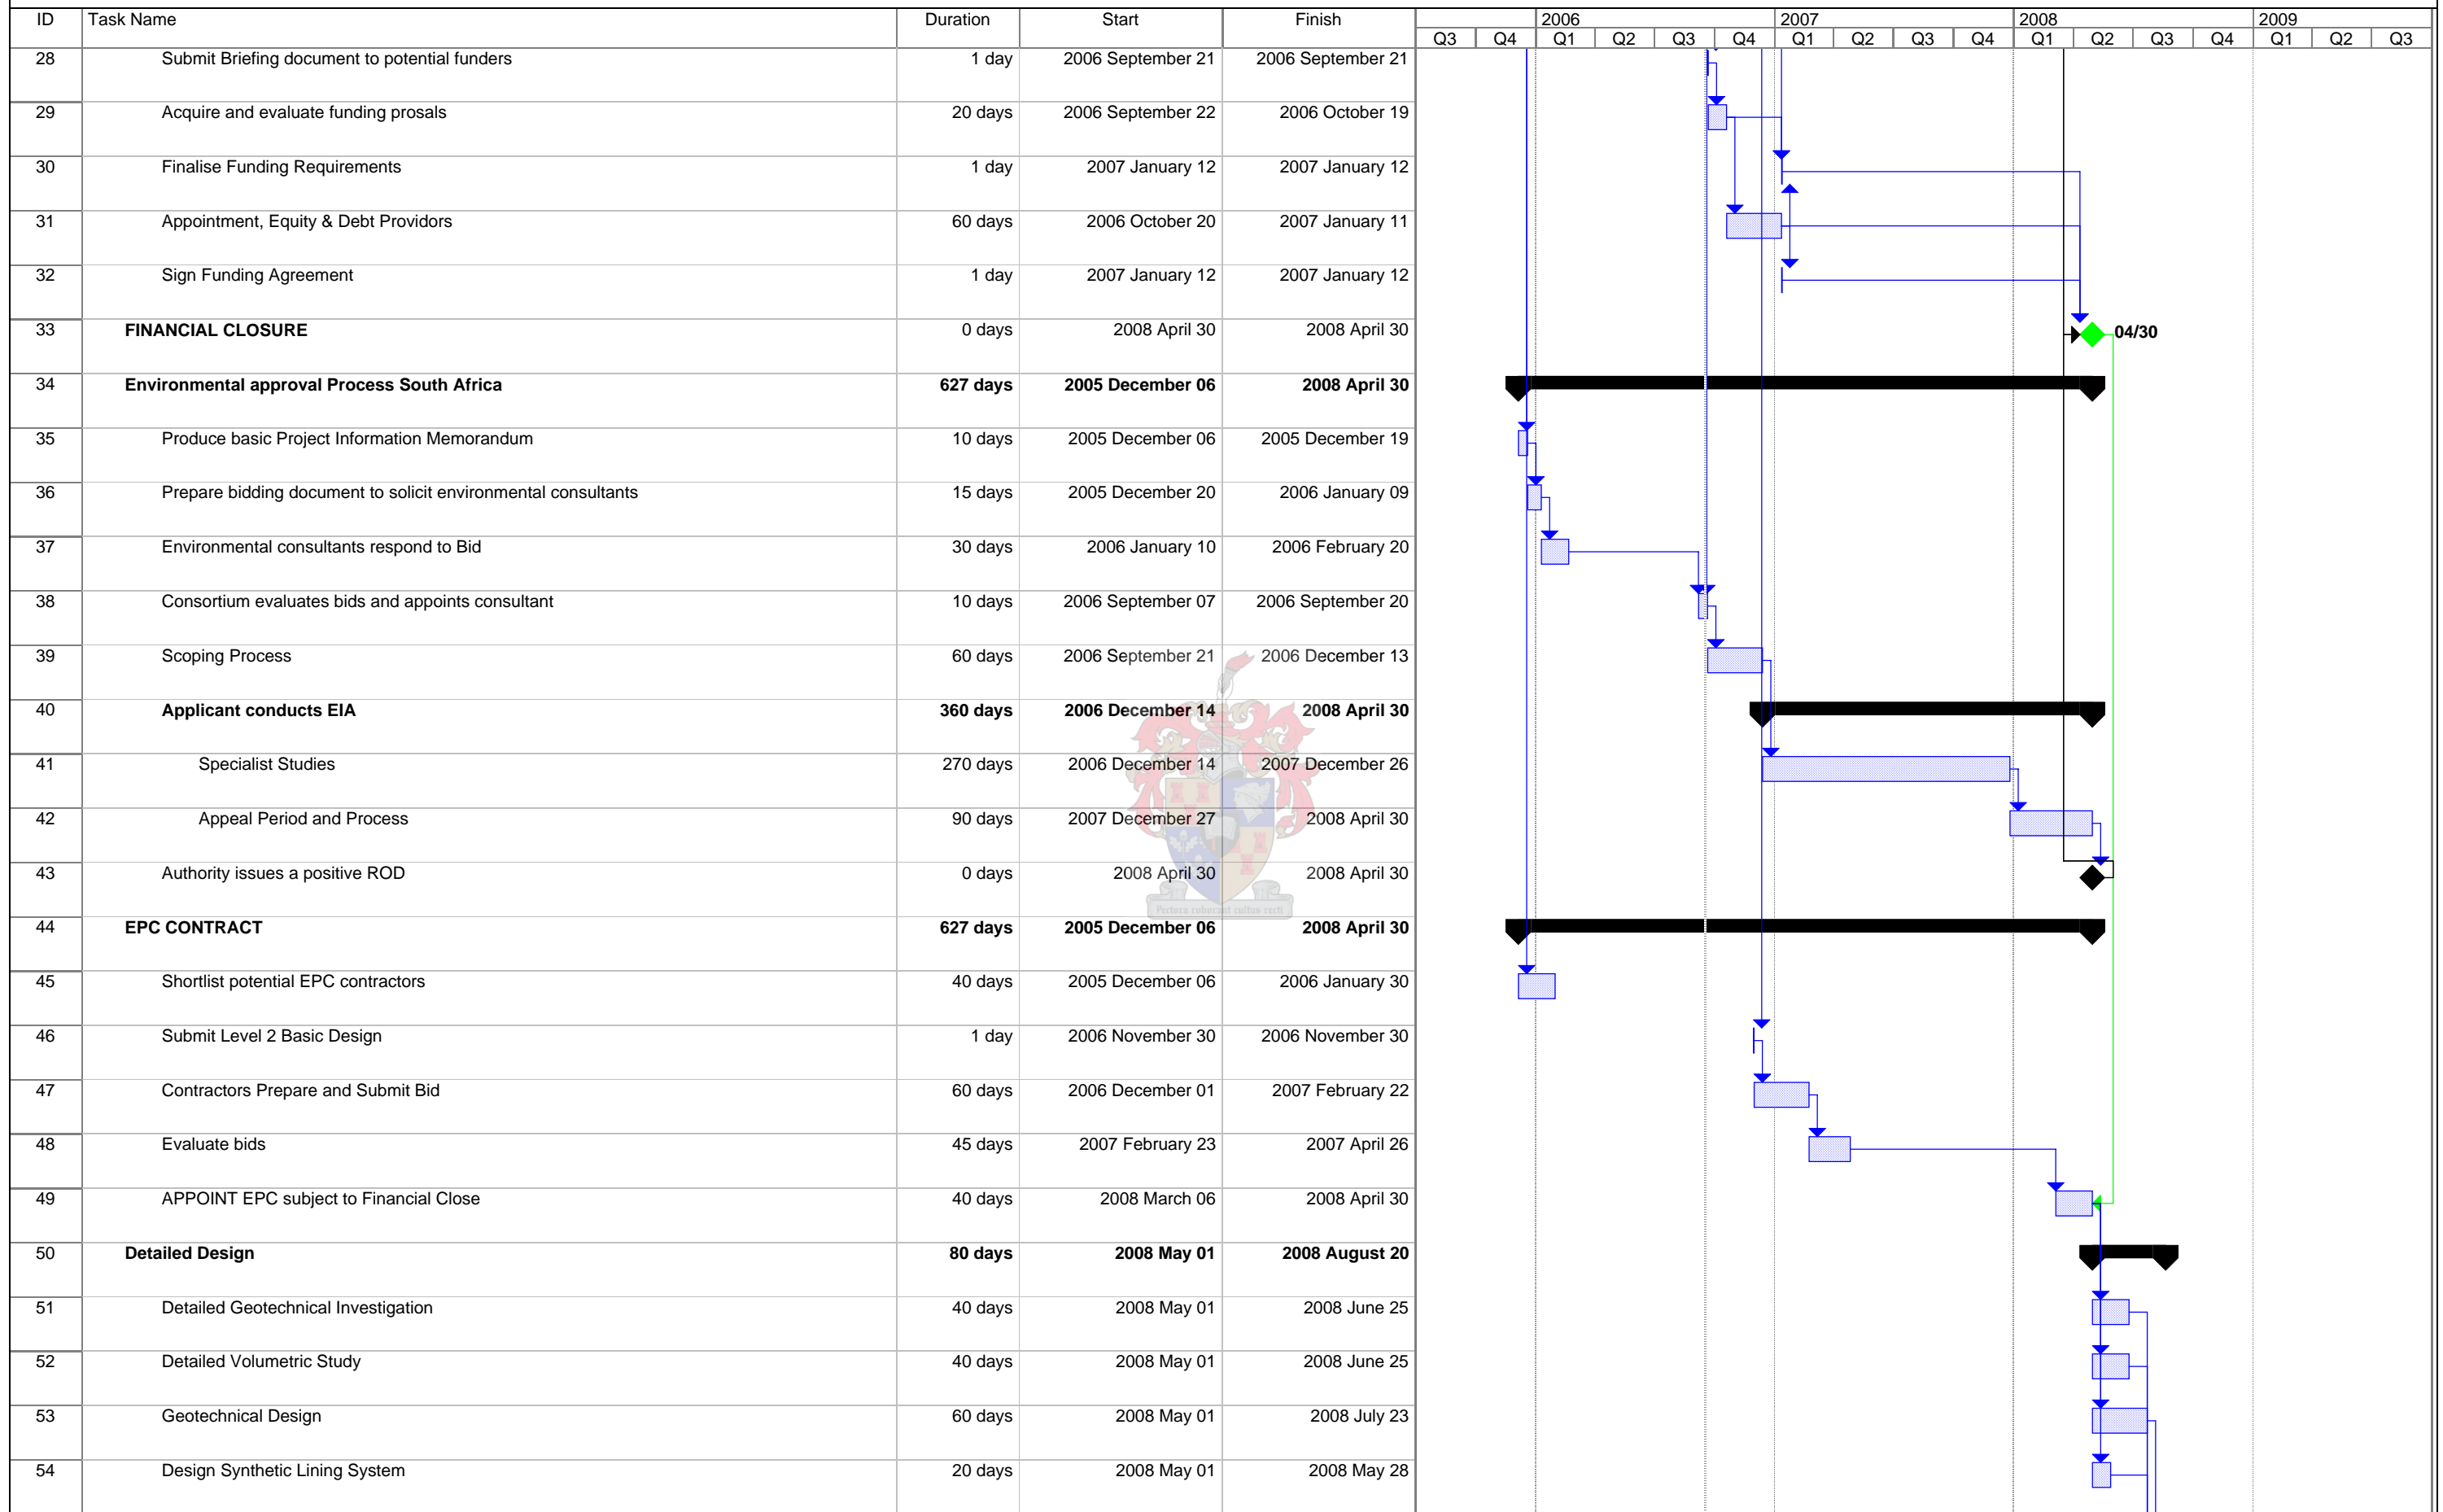 ID Task Name Duration Start Finish 2006 2007 2008 2009
Q3 Q4 Q1 Q2 Q3 Q4 Q1 Q2 Q3 Q4 Q1 Q2 Q3 Q4 Q1 Q2 Q3
28 Submit Briefing document to potential funders 1 day 2006 September 21 2006 September 21
29 Acquire and evaluate funding prosals 20 days 2006 September 22 2006 October 19
30 Finalise Funding Requirements 1 day 2007 January 12 2007 January 12
31 Appointment, Equity & Debt Providors 60 days 2006 October 20 2007 January 11
32 Sign Funding Agreement 1 day 2007 January 12 2007 January 12
33 FINANCIAL CLOSURE 0 days 2008 April 30 2008 April 30 04/30
34 Environmental approval Process South Africa 627 days 2005 December 06 2008 April 30
35 Produce basic Project Information Memorandum 10 days 2005 December 06 2005 December 19
36 Prepare bidding document to solicit environmental consultants 15 days 2005 December 20 2006 January 09
37 Environmental consultants respond to Bid 30 days 2006 January 10 2006 February 20
38 Consortium evaluates bids and appoints consultant 10 days 2006 September 07 2006 September 20
39 Scoping Process 60 days 2006 September 21 2006 December 13
40 Applicant conducts EIA 360 days 2006 December 14 2008 April 30
41 Specialist Studies 270 days 2006 December 14 2007 December 26
42 Appeal Period and Process 90 days 2007 December 27 2008 April 30
43 Authority issues a positive ROD 0 days 2008 April 30 2008 April 30
Pectora roborant cultus recti
44 EPC CONTRACT 627 days 2005 December 06 2008 April 30
45 Shortlist potential EPC contractors 40 days 2005 December 06 2006 January 30
46 Submit Level 2 Basic Design 1 day 2006 November 30 2006 November 30
47 Contractors Prepare and Submit Bid 60 days 2006 December 01 2007 February 22
48 Evaluate bids 45 days 2007 February 23 2007 April 26
49 APPOINT EPC subject to Financial Close 40 days 2008 March 06 2008 April 30
50 Detailed Design 80 days 2008 May 01 2008 August 20
51 Detailed Geotechnical Investigation 40 days 2008 May 01 2008 June 25
52 Detailed Volumetric Study 40 days 2008 May 01 2008 June 25
53 Geotechnical Design 60 days 2008 May 01 2008 July 23
54 Design Synthetic Lining System 20 days 2008 May 01 2008 May 28